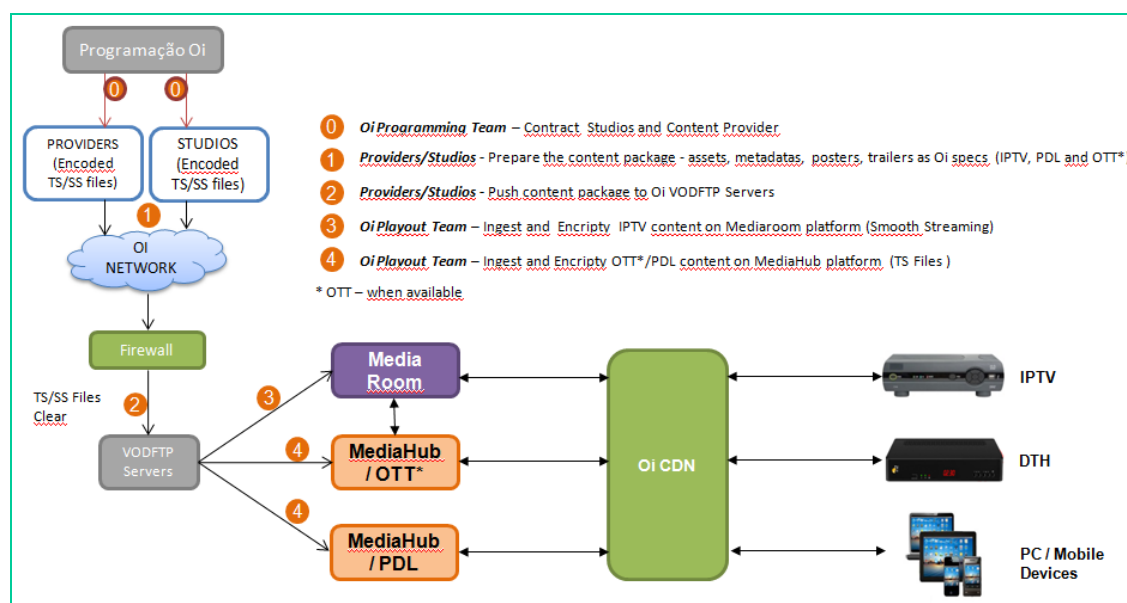 Programação Oi
0
0
PROVIDERS
(Encoded
TS/SS files)
STUDIOS
(Encoded
TS/SS files)
1
OI
NETWORK
Firewall
TS/SS Files
Clear
2
VODFTP
Servers
0 Oi Programming Team – Contract Studios and Content Provider
1 Providers/Studios - Prepare the content package - assets, metadatas, posters, trailers as Oi specs (IPTV, PDL and OTT*)
2 Providers/Studios - Push content package to Oi VODFTP Servers
3 Oi Playout Team – Ingest and Encripty IPTV content on Mediaroom platform (Smooth Streaming)
4 Oi Playout Team – Ingest and Encripty OTT*/PDL content on MediaHub platform (TS Files )
* OTT – when available
3
4
4
Media
Room
MediaHub
/ OTT*
MediaHub
/ PDL
Oi CDN
IPTV
DTH
PC / Mobile
Devices